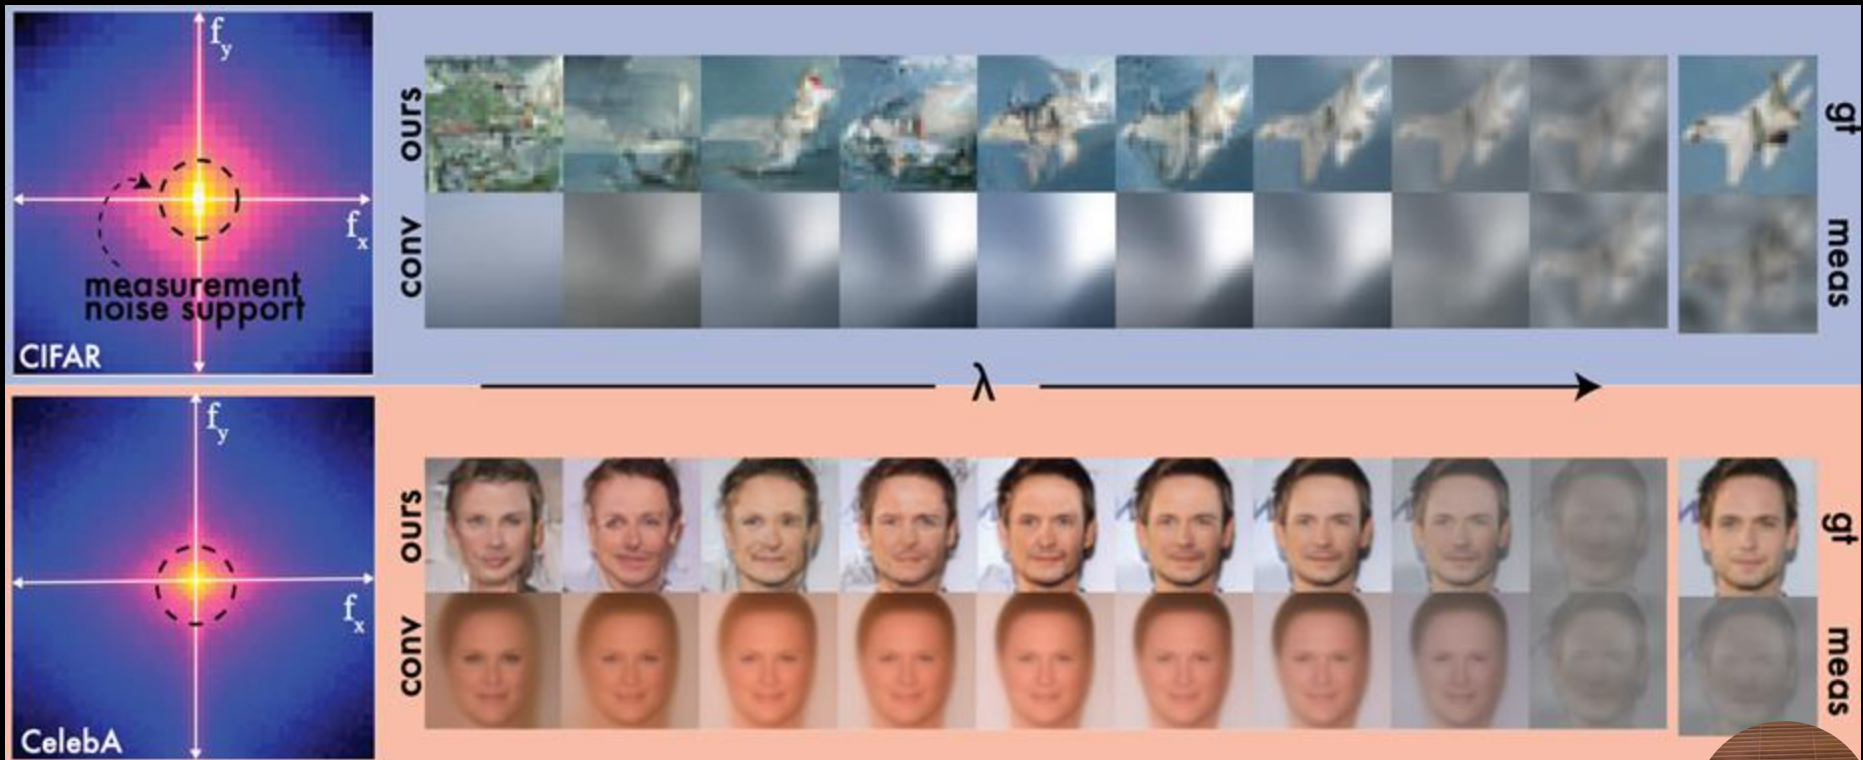 f_y
f_x
measurement
noise support
CIFAR
ours
conv
gt
meas
λ
f_y
f_x
CelebA
ours
conv
gt
meas